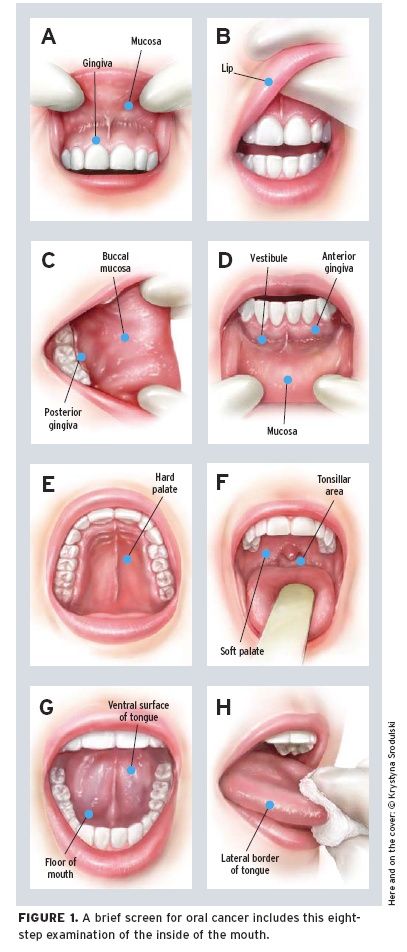 A
Mucosa
Gingiva
B
Lip
C
Buccal
mucosa
Posterior
gingiva
D
Vestibule
Anterior
gingiva
Mucosa
E
Hard
palate
F
Tonsillar
area
Soft palate
G
Ventral surface
of tongue
Floor of
mouth
H
Lateral border
of tongue
Here and on the cover: © Krystyna Srodulski
FIGURE 1. A brief screen for oral cancer includes this eight-
step examination of the inside of the mouth.